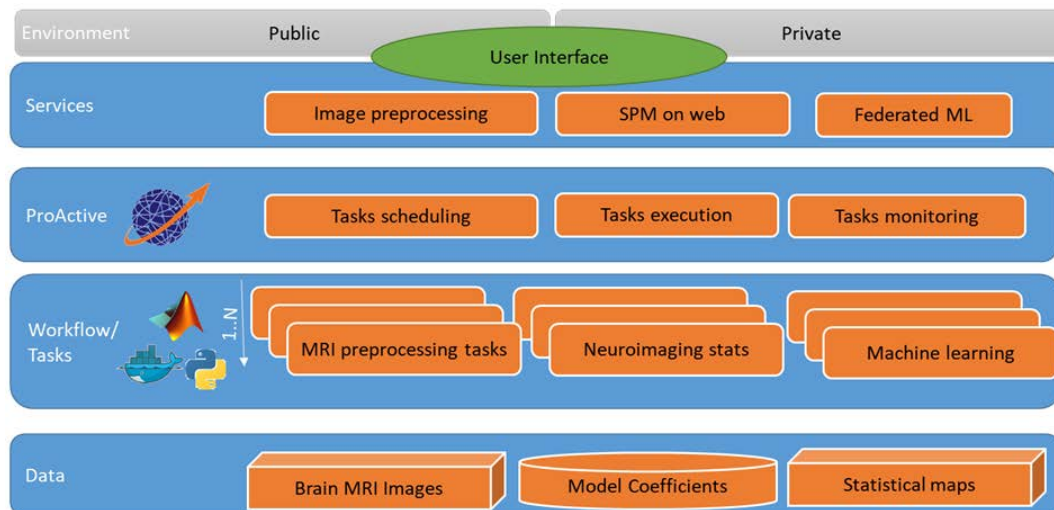 Environment
Public
Private
User Interface
Services
Image preprocessing
SPM on web
Federated ML
ProActive
Tasks scheduling
Tasks execution
Tasks monitoring
Workflow/
Tasks
1..N
MRI preprocessing tasks
Neuroimaging stats
Machine learning
Data
Brain MRI Images
Model Coefficients
Statistical maps